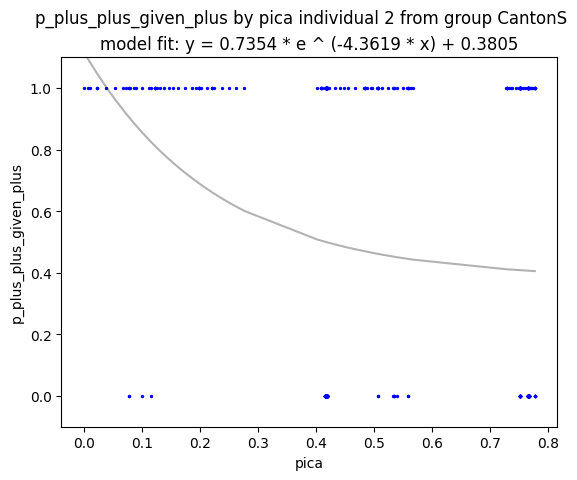 p_plus_plus_given_plus by pica individual 2 from group CantonS
model fit: y = 0.7354 * e ^ (-4.3619 * x) + 0.3805
1.0
0.8
0.6
0.4
0.2
0.0
p_plus_plus_given_plus
0.0 0.1 0.2 0.3 0.4 0.5 0.6 0.7 0.8
pica